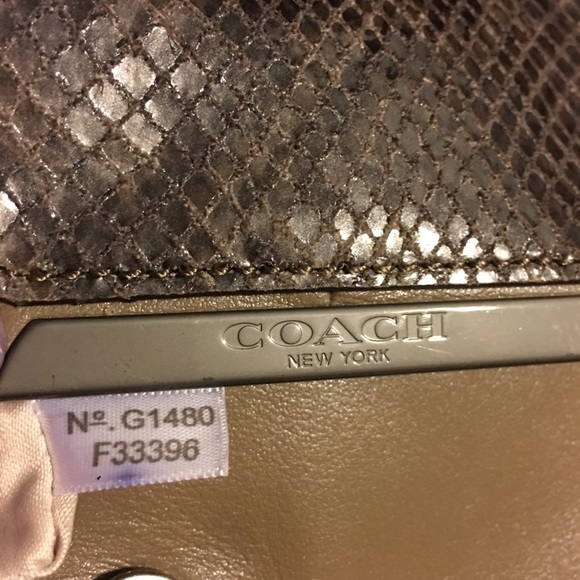 COACH
NEW YORK
Nº. G1480
F33396